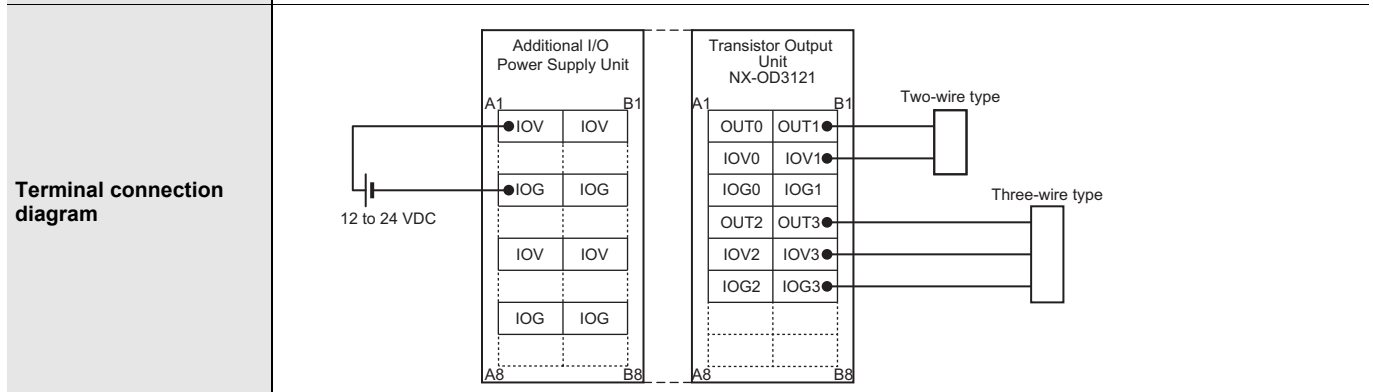 Terminal connection
diagram
Additional I/O
Power Supply Unit
A1
B1
IOV IOV
IOG IOG
IOV IOV
IOG IOG
A8
B8
12 to 24 VDC
Transistor Output
Unit
NX-OD3121
A1
B1
OUT0 OUT1
IOV0 IOV1
IOG0 IOG1
OUT2 OUT3
IOV2 IOV3
IOG2 IOG3
A8
B8
Two-wire type
Three-wire type